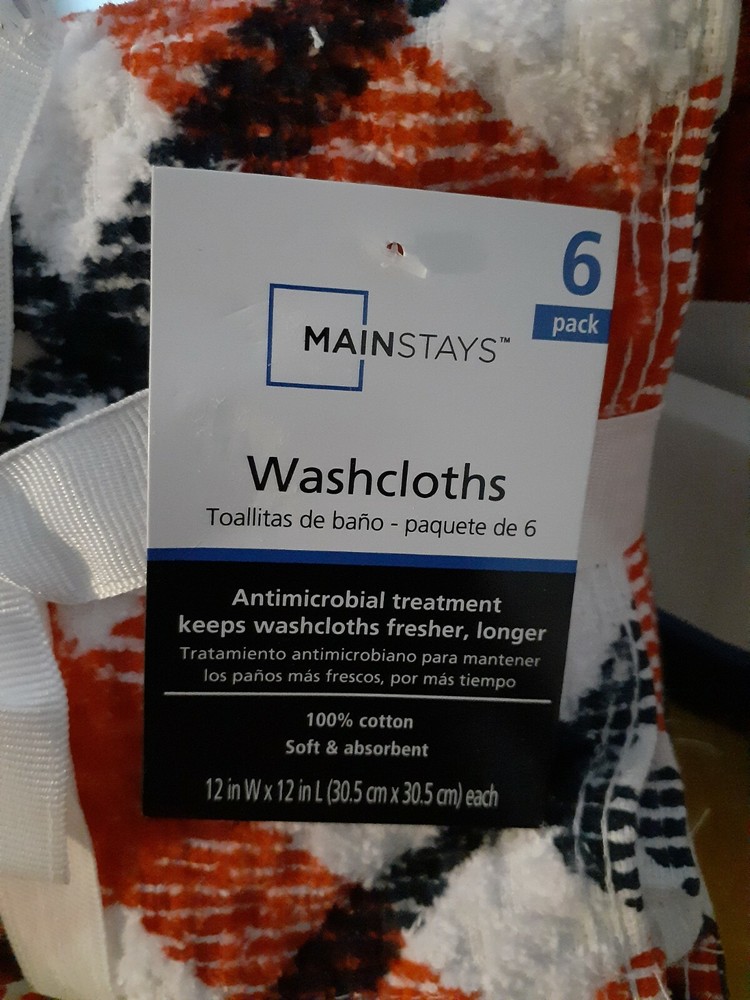 6
pack
MAINSTAYS™
Washcloths
Toallitas de baño - paquete de 6
Antimicrobial treatment
keeps washcloths fresher, longer
Tratamiento antimicrobiano para mantener
los paños más frescos, por más tiempo
100% cotton
Soft & absorbent
12 in W x 12 in L (30.5 cm x 30.5 cm) each